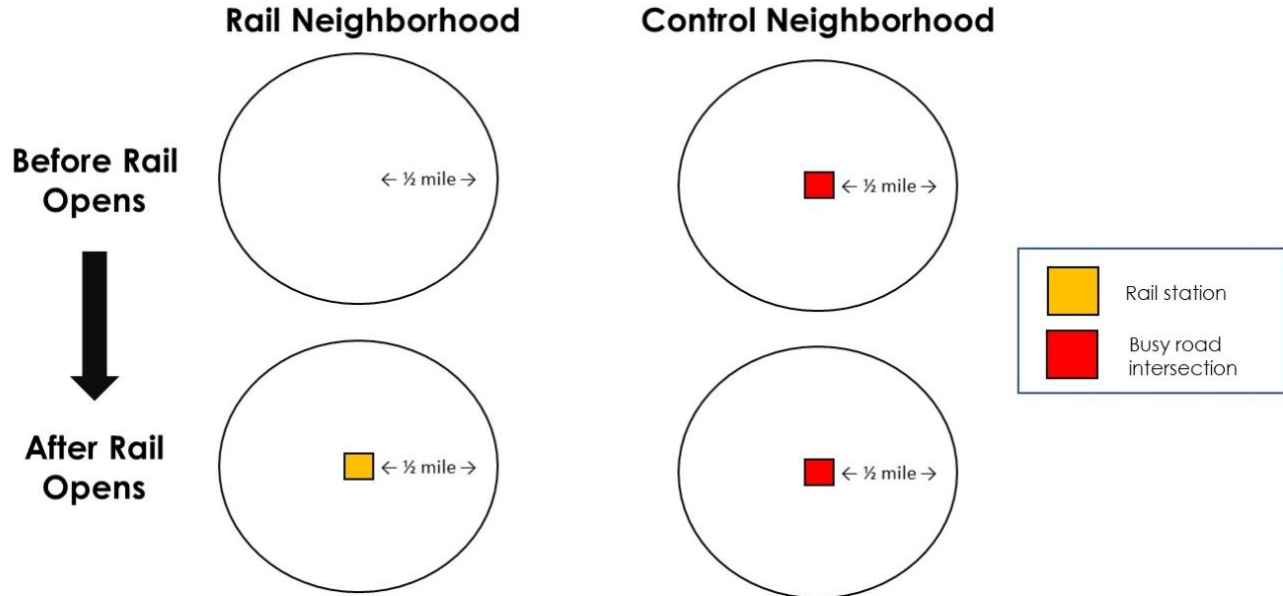 Rail Neighborhood
Control Neighborhood
Before Rail
Opens
← ½ mile →
← ½ mile →
Rail station
Busy road
intersection
After Rail
Opens
← ½ mile →
← ½ mile →